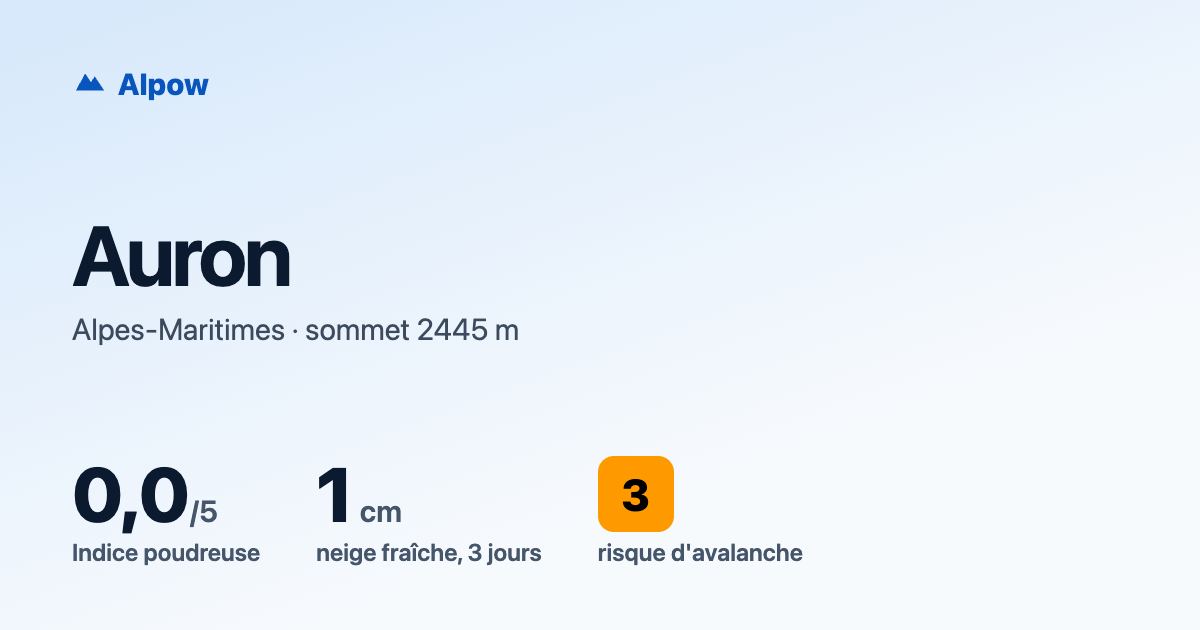 Alpow
Auron
Alpes-Maritimes · sommet 2445 m
0,0/5
Indice poudreuse
1 cm
neige fraîche, 3 jours
3
risque d'avalanche